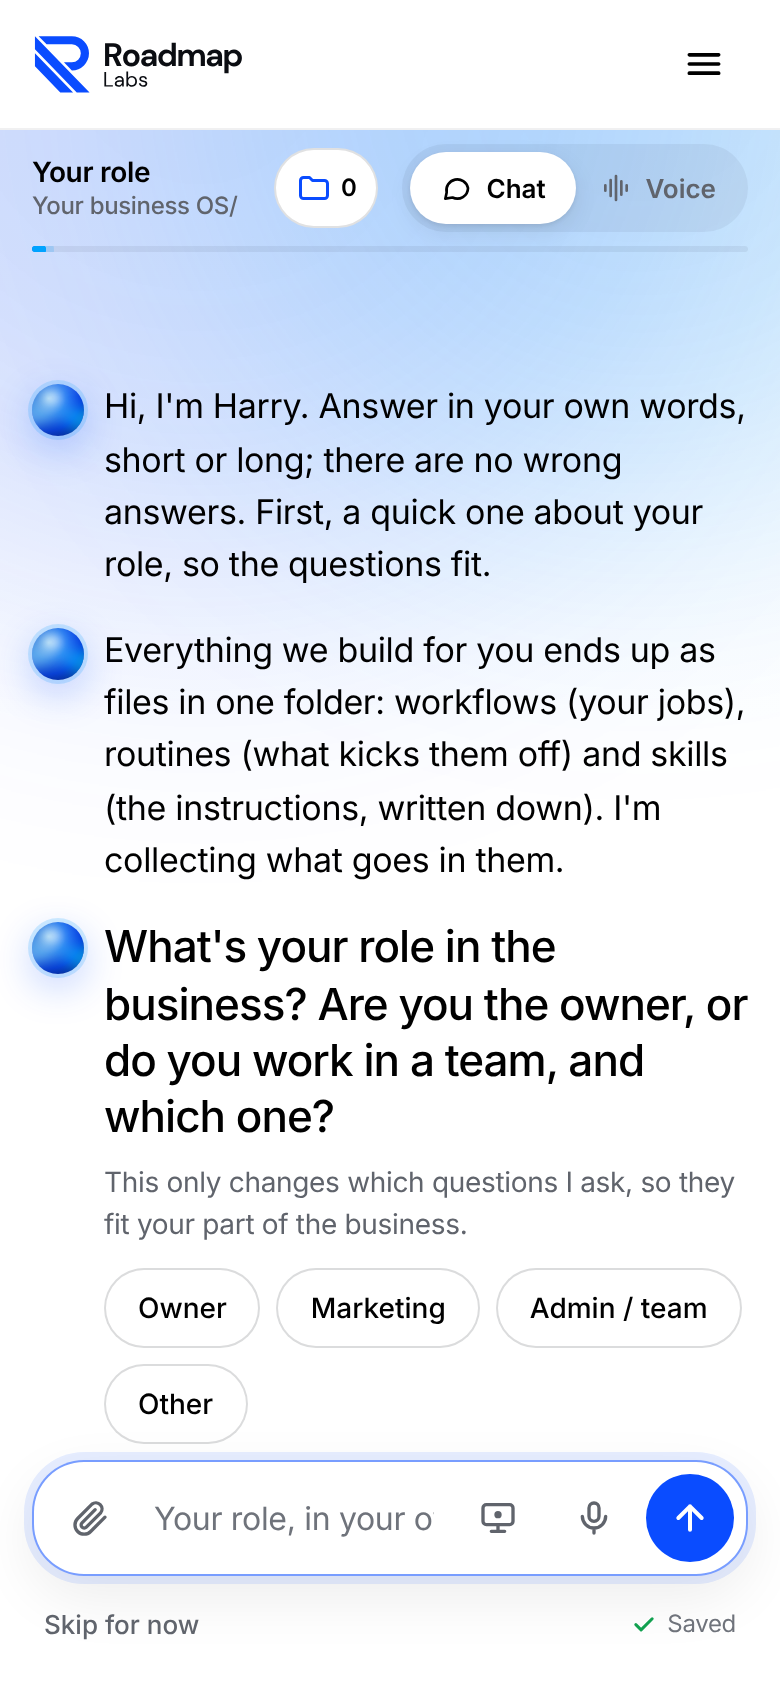 Roadmap
Labs
Your role
Your business OS/
0
Chat
Voice
Hi, I'm Harry. Answer in your own words,
short or long; there are no wrong
answers. First, a quick one about your
role, so the questions fit.
Everything we build for you ends up as
files in one folder: workflows (your jobs),
routines (what kicks them off) and skills
(the instructions, written down). I'm
collecting what goes in them.
What's your role in the
business? Are you the owner, or
do you work in a team, and
which one?
This only changes which questions I ask, so they
fit your part of the business.
Owner
Marketing
Admin / team
Other
Your role, in your o
Skip for now
Saved